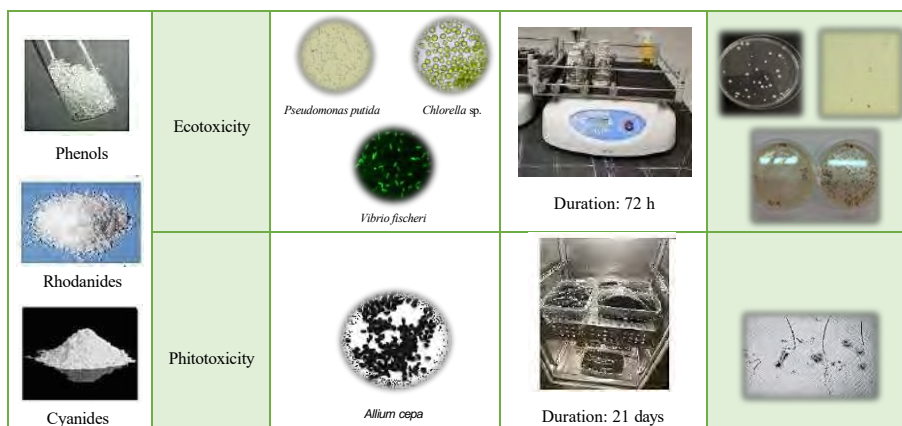 Phenols
Rhodanides
Cyanides
Ecotoxicity
Pseudomonas putida
Chlorella sp.
Vibrio fischeri
Duration: 72 h
Phitotoxicity
Allium cepa
Duration: 21 days